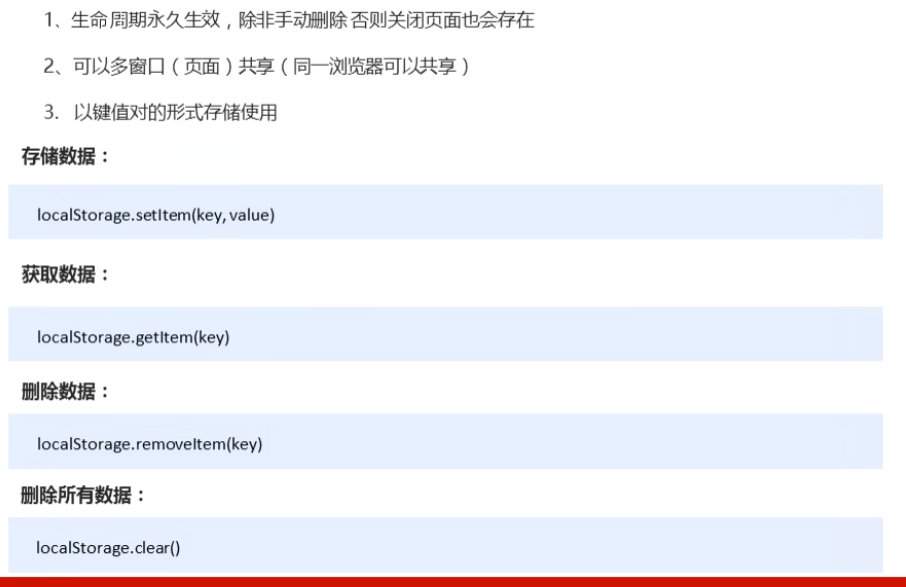 1、生命周期永久生效，除非手动删除 否则关闭页面也会存在
2、可以多窗口（页面）共享（同一浏览器可以共享）
3. 以键值对的形式存储使用
存储数据：
localStorage.setItem(key, value)
获取数据：
localStorage.getItem(key)
删除数据：
localStorage.removeItem(key)
删除所有数据：
localStorage.clear()